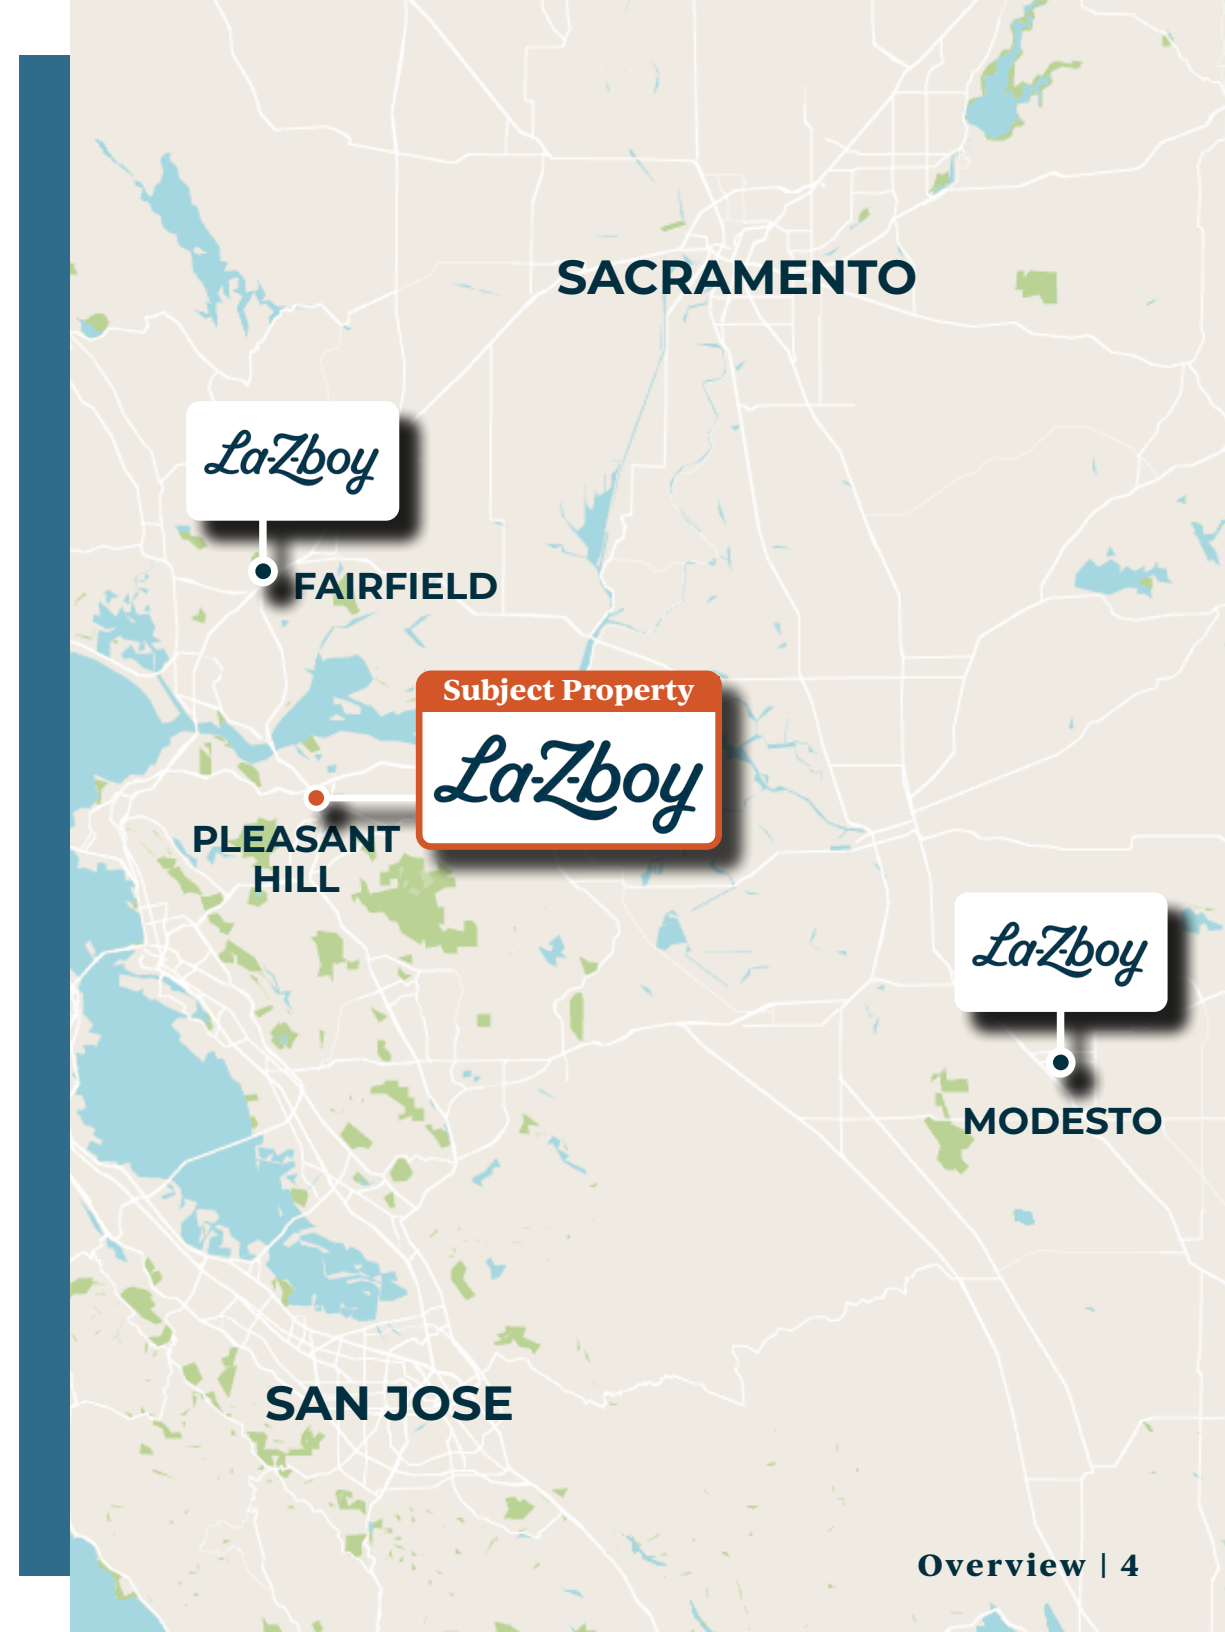 SACRAMENTO
La-Z-boy
FAIRFIELD
Subject Property
La-Z-boy
PLEASANT
HILL
La-Z-boy
MODESTO
SAN JOSE
Overview | 4